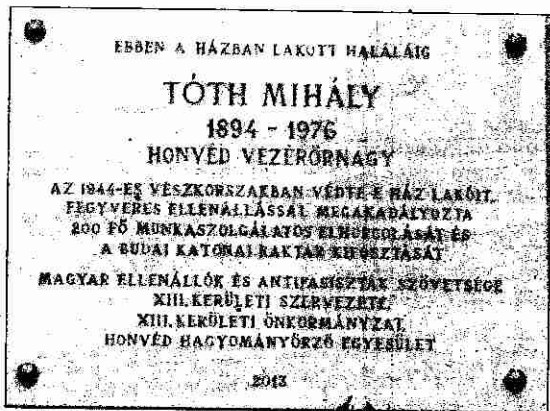 EBBEN A HÁZBAN LAKOTT HALÁLÁIG
TÓTH MIHÁLY
1894 - 1976
HONVÉD VEZÉRŐRNAGY
AZ 1944-ES VÉSZKORSZAKBAN VÉDTE E HÁZ LAKÓIT,
FEGYVERES ELLENÁLLÁSSAL MEGAKADÁLYOZTA
200 FŐ MUNKASZOLGÁLATOS ELHURCOLÁSÁT ÉS
A BUDAI KATONAI RAKTÁR KIFOSZTÁSÁT
MAGYAR ELLENÁLLÓK ÉS ANTIFASISZTÁK SZÖVETSÉGE
XIII. KERÜLETI SZERVEZETE,
XIII. KERÜLETI ÖNKORMÁNYZAT,
HONVÉD HAGYOMÁNYŐRZŐ EGYESÜLET
2013